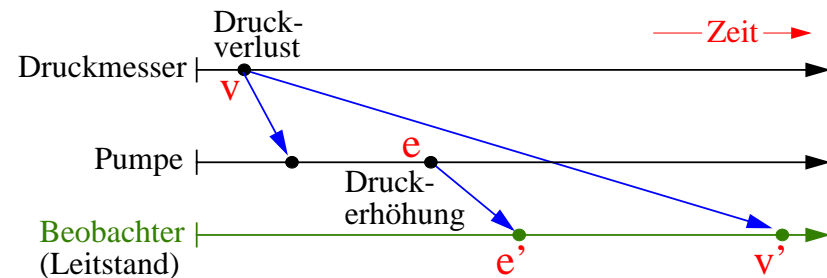 Druck-
verlust
Zeit
Druckmesser
v
Pumpe
e
Druck-
erhöhung
Beobachter
(Leitstand)
e’
v’